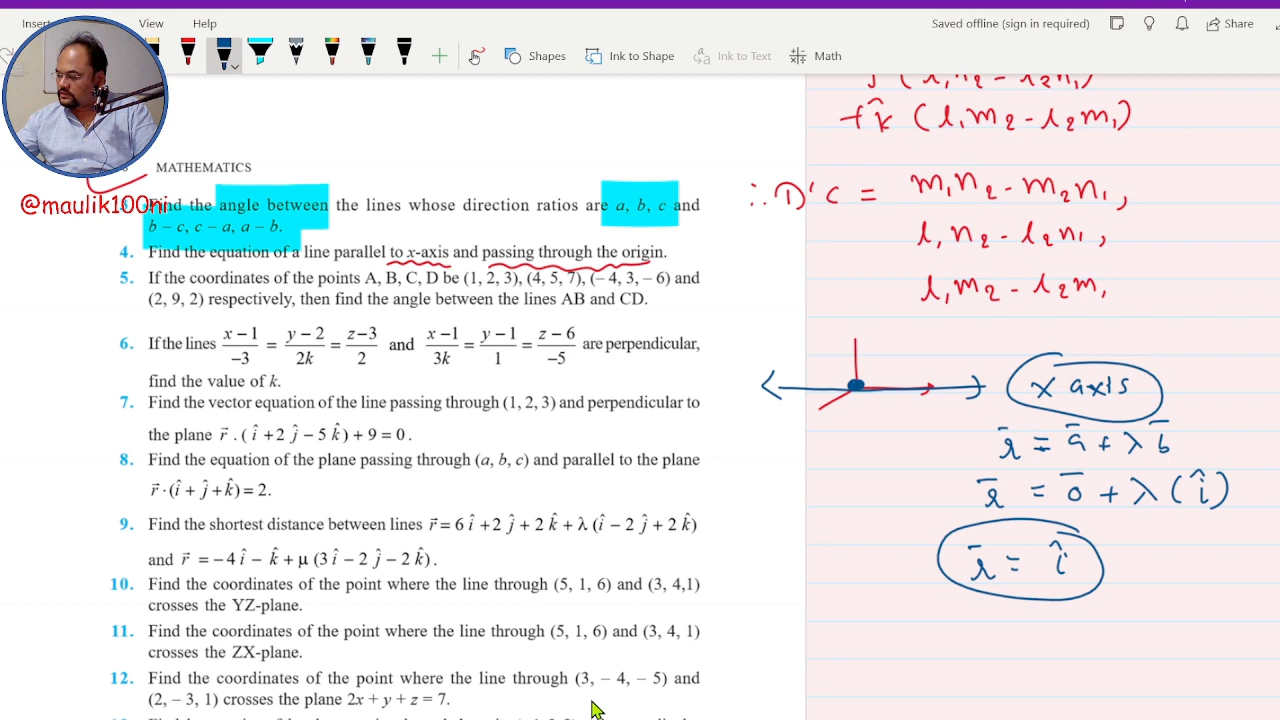 Insert View Help Saved offline (sign in required) Share
Shapes Ink to Shape Ink to Text Math
MATHEMATICS
@maulik100ni
Find the angle between the lines whose direction ratios are a, b, c and
b – c, c – a, a – b.
4. Find the equation of a line parallel to x-axis and passing through the origin.
5. If the coordinates of the points A, B, C, D be (1, 2, 3), (4, 5, 7), (– 4, 3, – 6) and
(2, 9, 2) respectively, then find the angle between the lines AB and CD.
6. If the lines (x – 1)/–3 = (y – 2)/2k = (z – 3)/2 and (x – 1)/3k = (y – 1)/1 = (z – 6)/–5 are perpendicular,
find the value of k.
7. Find the vector equation of the line passing through (1, 2, 3) and perpendicular to
the plane r⃗ . ( î + 2 ĵ – 5 k̂ ) + 9 = 0 .
8. Find the equation of the plane passing through (a, b, c) and parallel to the plane
r⃗ · ( î + ĵ + k̂ ) = 2.
9. Find the shortest distance between lines r⃗ = 6 î + 2 ĵ + 2 k̂ + λ ( î – 2 ĵ + 2 k̂ )
and r⃗ = – 4 î – k̂ + μ (3 î – 2 ĵ – 2 k̂ ) .
10. Find the coordinates of the point where the line through (5, 1, 6) and (3, 4,1)
crosses the YZ-plane.
11. Find the coordinates of the point where the line through (5, 1, 6) and (3, 4, 1)
crosses the ZX-plane.
12. Find the coordinates of the point where the line through (3, – 4, – 5) and
(2, – 3, 1) crosses the plane 2x + y + z = 7.
+ k̂ ( l₁m₂ - l₂m₁ )
∴ D'C = m₁n₂ - m₂n₁ ,
l₁n₂ - l₂n₁ ,
l₁m₂ - l₂m₁
x axis
r̄ = ā + λ b̄
r̄ = ō + λ ( î )
r̄ = î